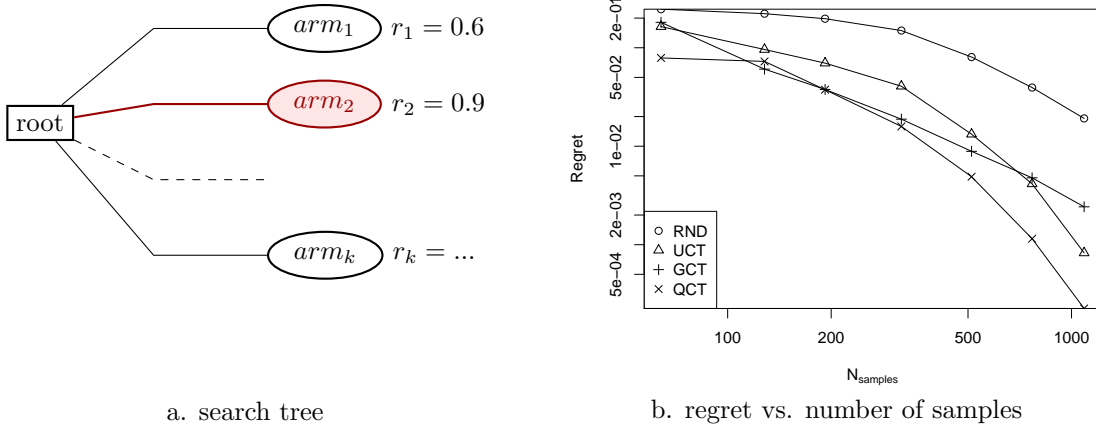 root
arm₁ r₁ = 0.6
arm₂ r₂ = 0.9
armₖ rₖ = ...
a. search tree
Regret
2e−01
5e−02
1e−02
2e−03
5e−04
RND
UCT
GCT
QCT
100 200 500 1000
N_samples
b. regret vs. number of samples